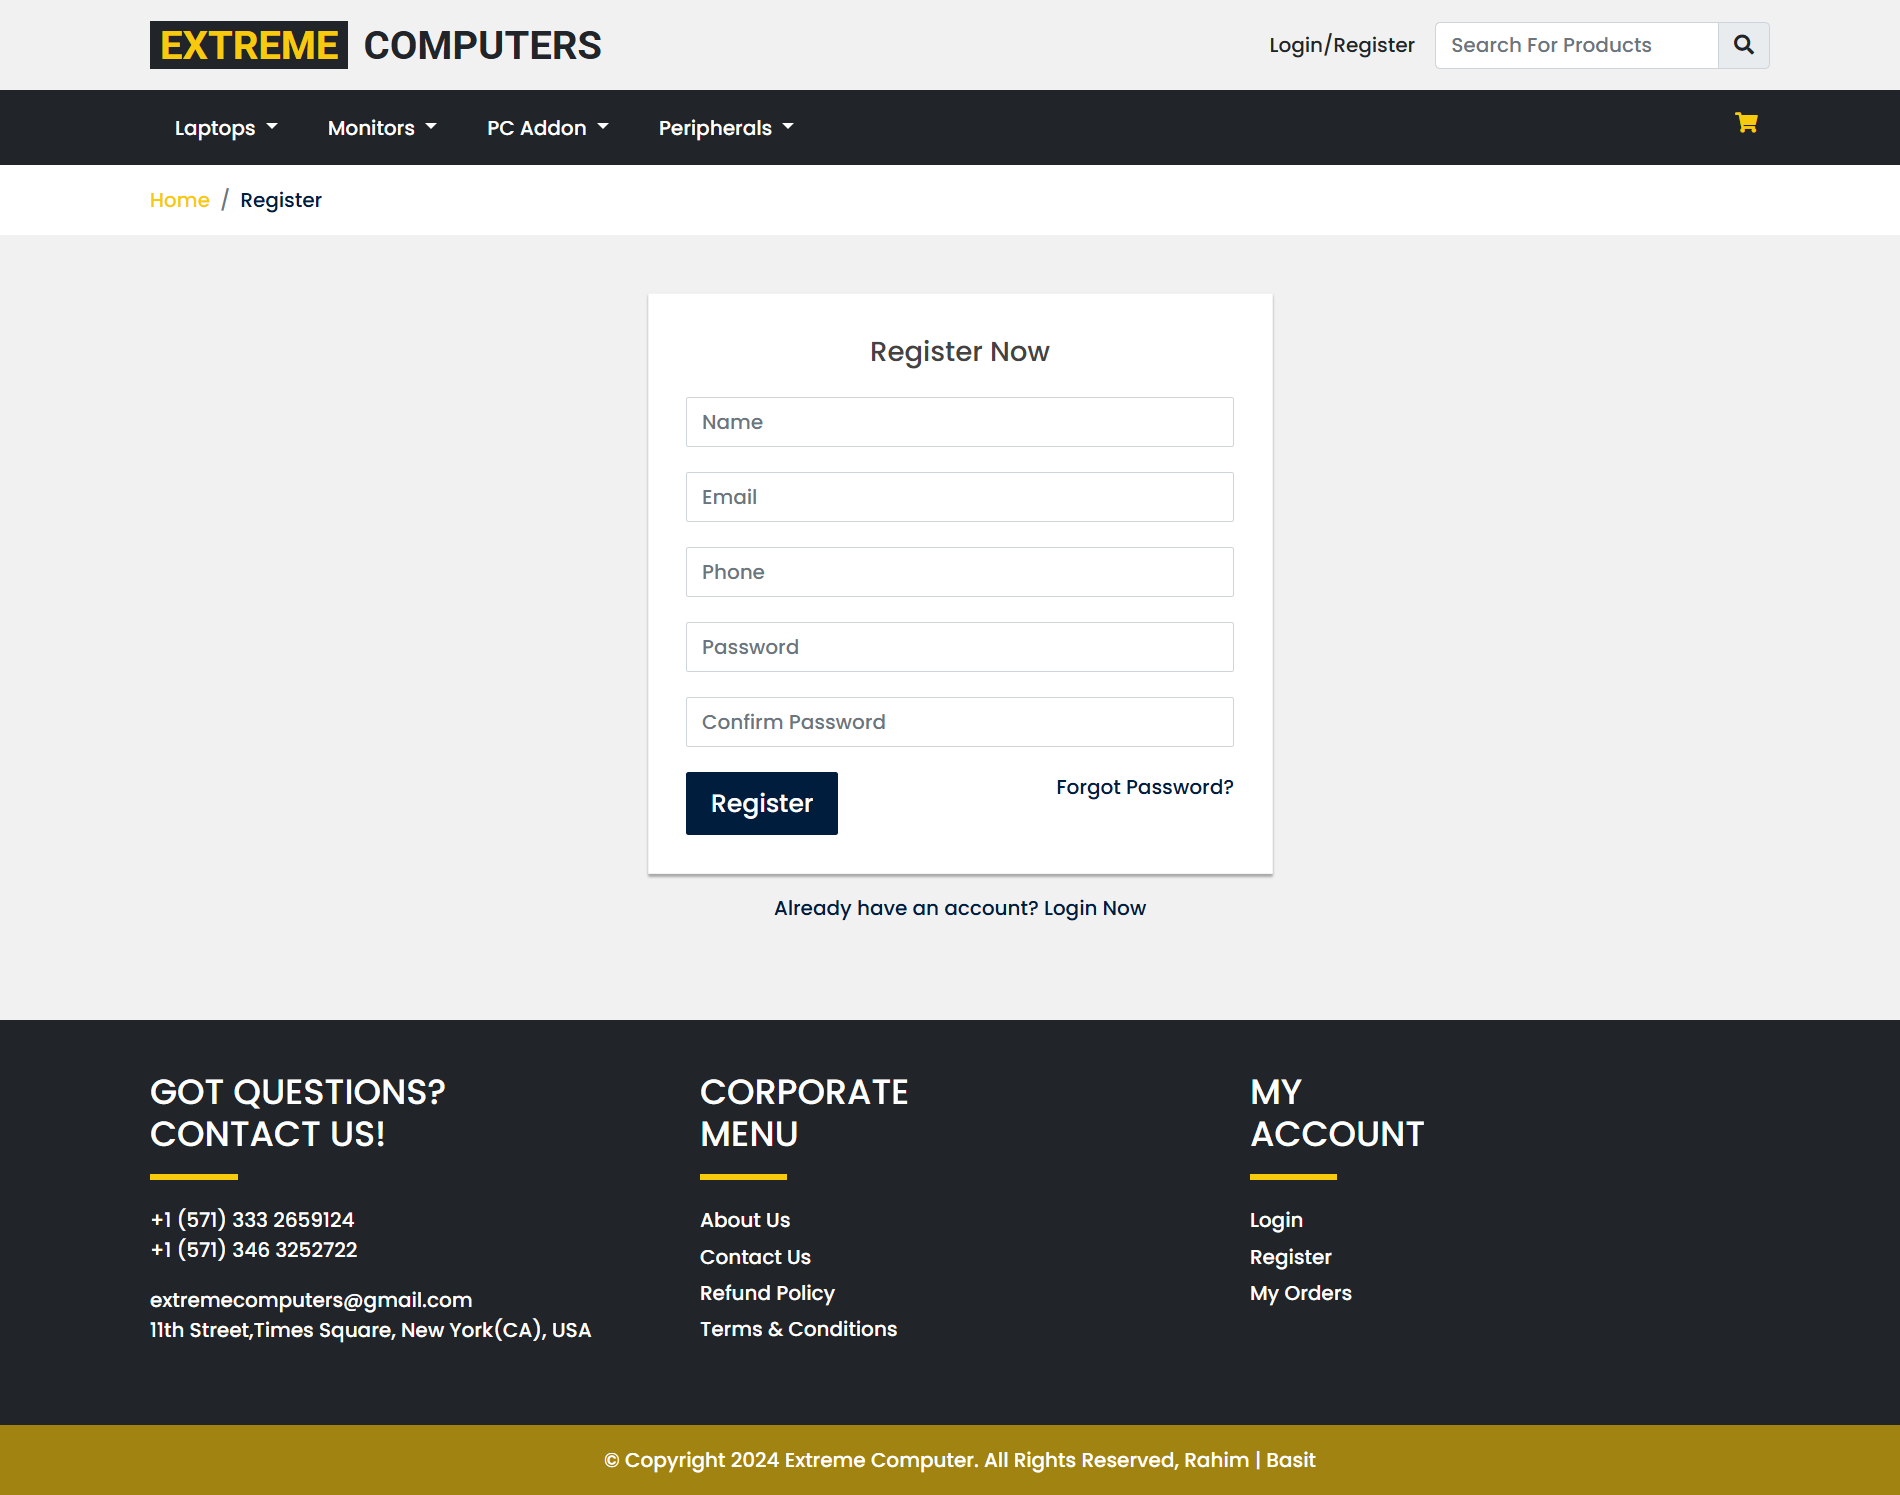 EXTREME COMPUTERS
Login/Register
Search For Products
Laptops
Monitors
PC Addon
Peripherals
Home / Register
Register Now
Name
Email
Phone
Password
Confirm Password
Register
Forgot Password?
Already have an account? Login Now
GOT QUESTIONS?
CONTACT US!
+1 (571) 333 2659124
+1 (571) 346 3252722
extremecomputers@gmail.com
11th Street,Times Square, New York(CA), USA
CORPORATE
MENU
About Us
Contact Us
Refund Policy
Terms & Conditions
MY
ACCOUNT
Login
Register
My Orders
© Copyright 2024 Extreme Computer. All Rights Reserved, Rahim | Basit